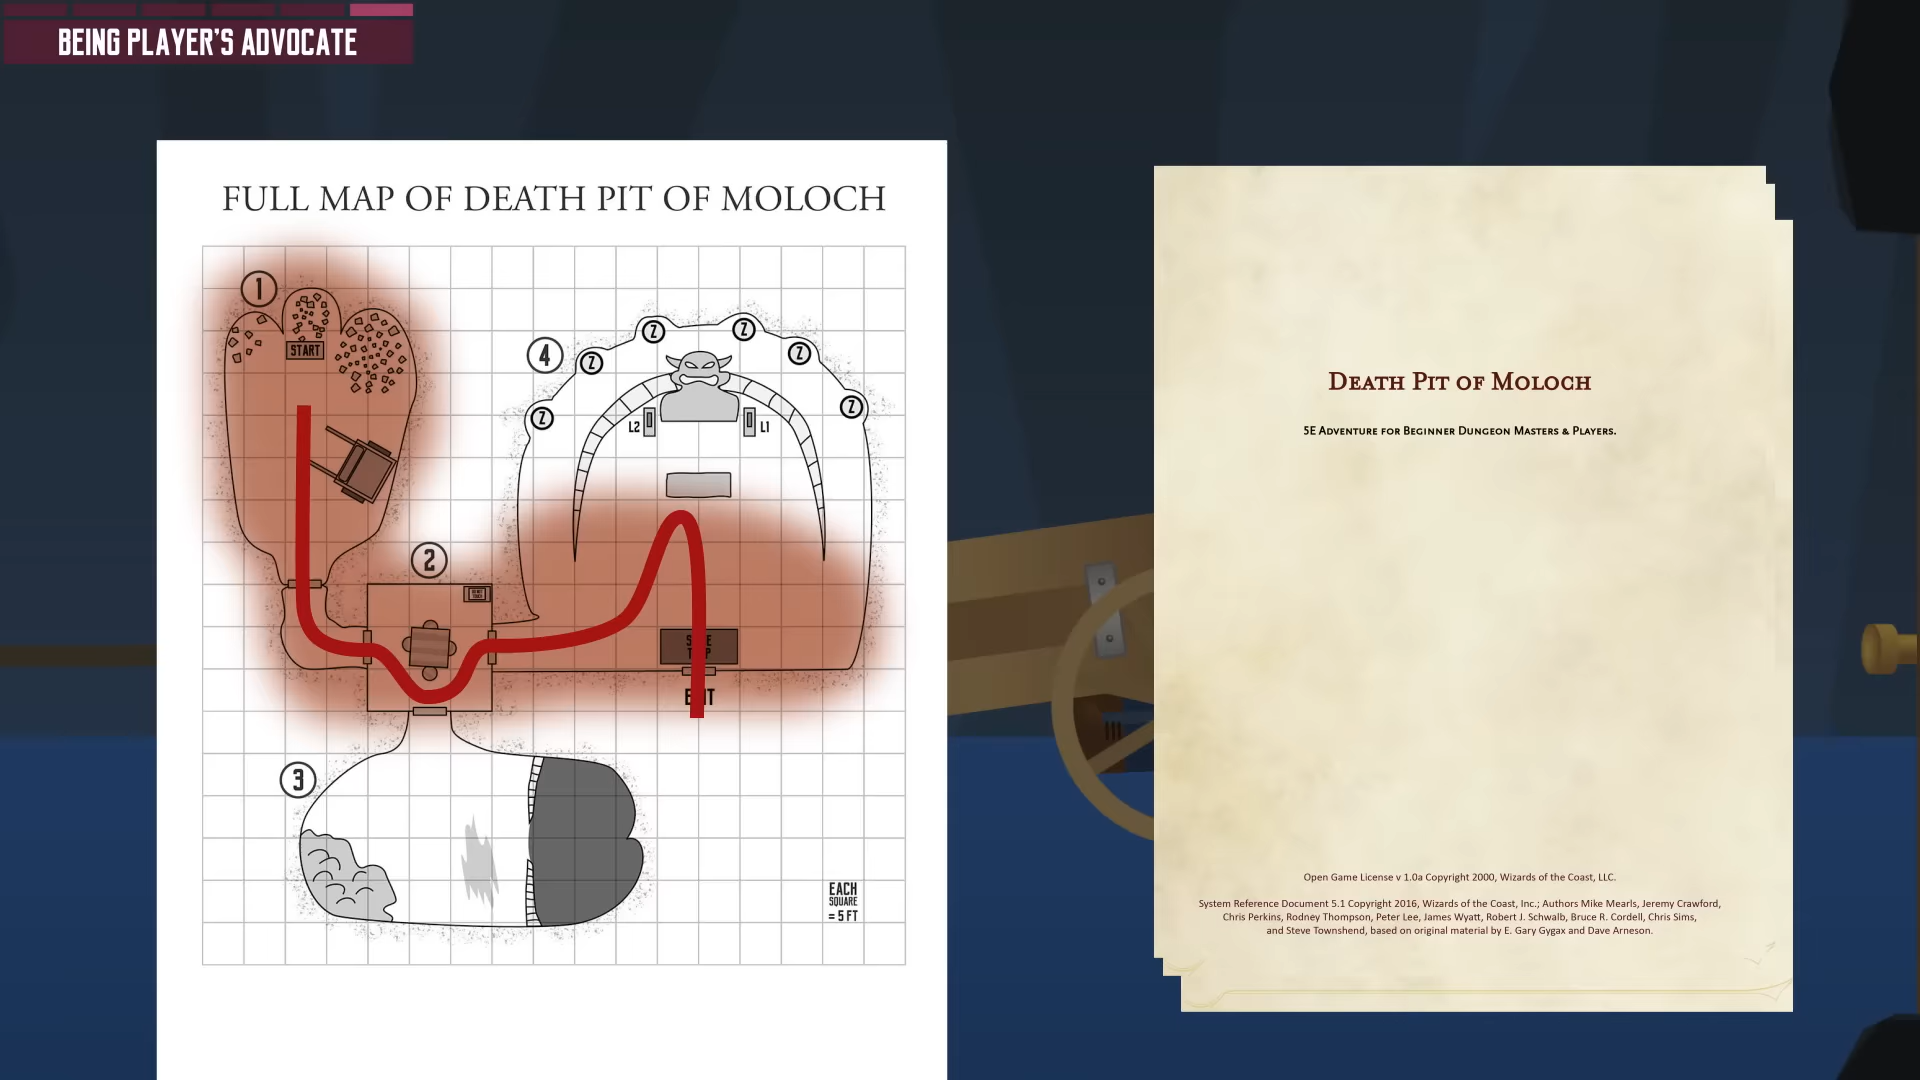 BEING PLAYER'S ADVOCATE
FULL MAP OF DEATH PIT OF MOLOCH
1
START
4
Z
Z
Z
Z
Z
Z
L2
L1
2
3
EACH
SQUARE
= 5 FT
Death Pit of Moloch
5E Adventure for Beginner Dungeon Masters & Players.
Open Game License v 1.0a Copyright 2000, Wizards of the Coast, LLC.
System Reference Document 5.1 Copyright 2016, Wizards of the Coast, Inc.; Authors Mike Mearls, Jeremy Crawford,
Chris Perkins, Rodney Thompson, Peter Lee, James Wyatt, Robert J. Schwalb, Bruce R. Cordell, Chris Sims,
and Steve Townshend, based on original material by E. Gary Gygax and Dave Arneson.